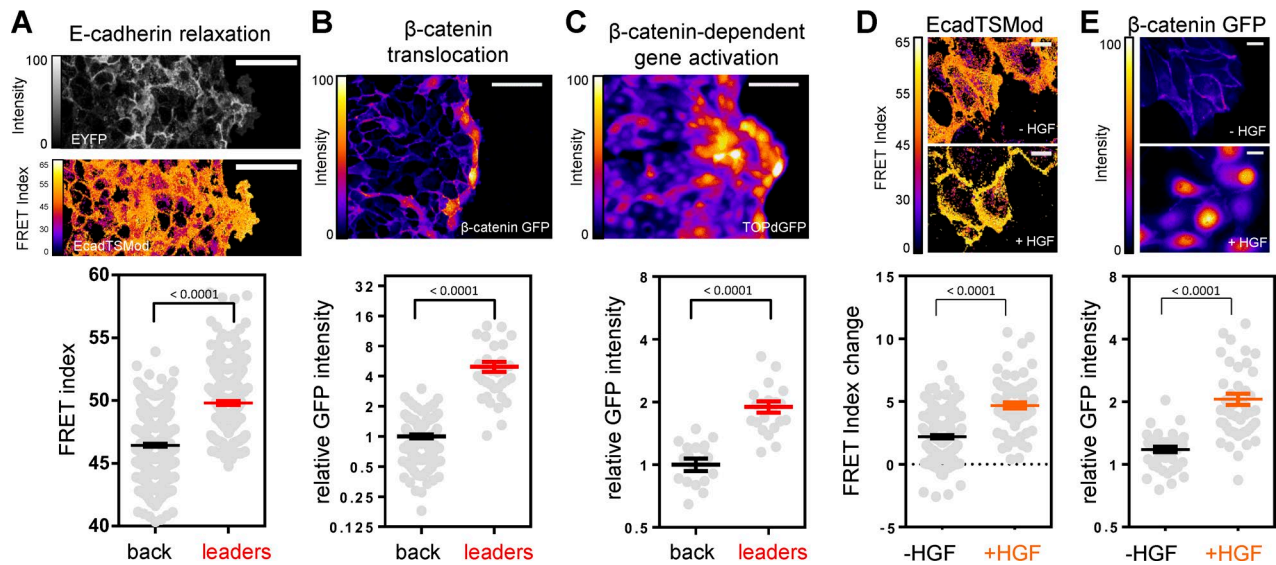 A
E-cadherin relaxation
100
Intensity
0
EYFP
65
60
45
30
0
FRET Index
EcadTSMod
60
55
50
45
40
FRET index
< 0.0001
back
leaders
B
β-catenin
translocation
100
Intensity
0
β-catenin GFP
32
16
8
4
2
1
0.5
0.25
0.125
relative GFP intensity
< 0.0001
back
leaders
C
β-catenin-dependent
gene activation
100
Intensity
0
TOPdGFP
8
4
2
1
0.5
relative GFP intensity
< 0.0001
back
leaders
D
EcadTSMod
65
55
45
30
0
FRET Index
- HGF
+ HGF
15
10
5
0
-5
FRET Index change
< 0.0001
-HGF
+HGF
E
β-catenin GFP
100
Intensity
0
- HGF
+ HGF
8
4
2
1
0.5
relative GFP intensity
< 0.0001
-HGF
+HGF